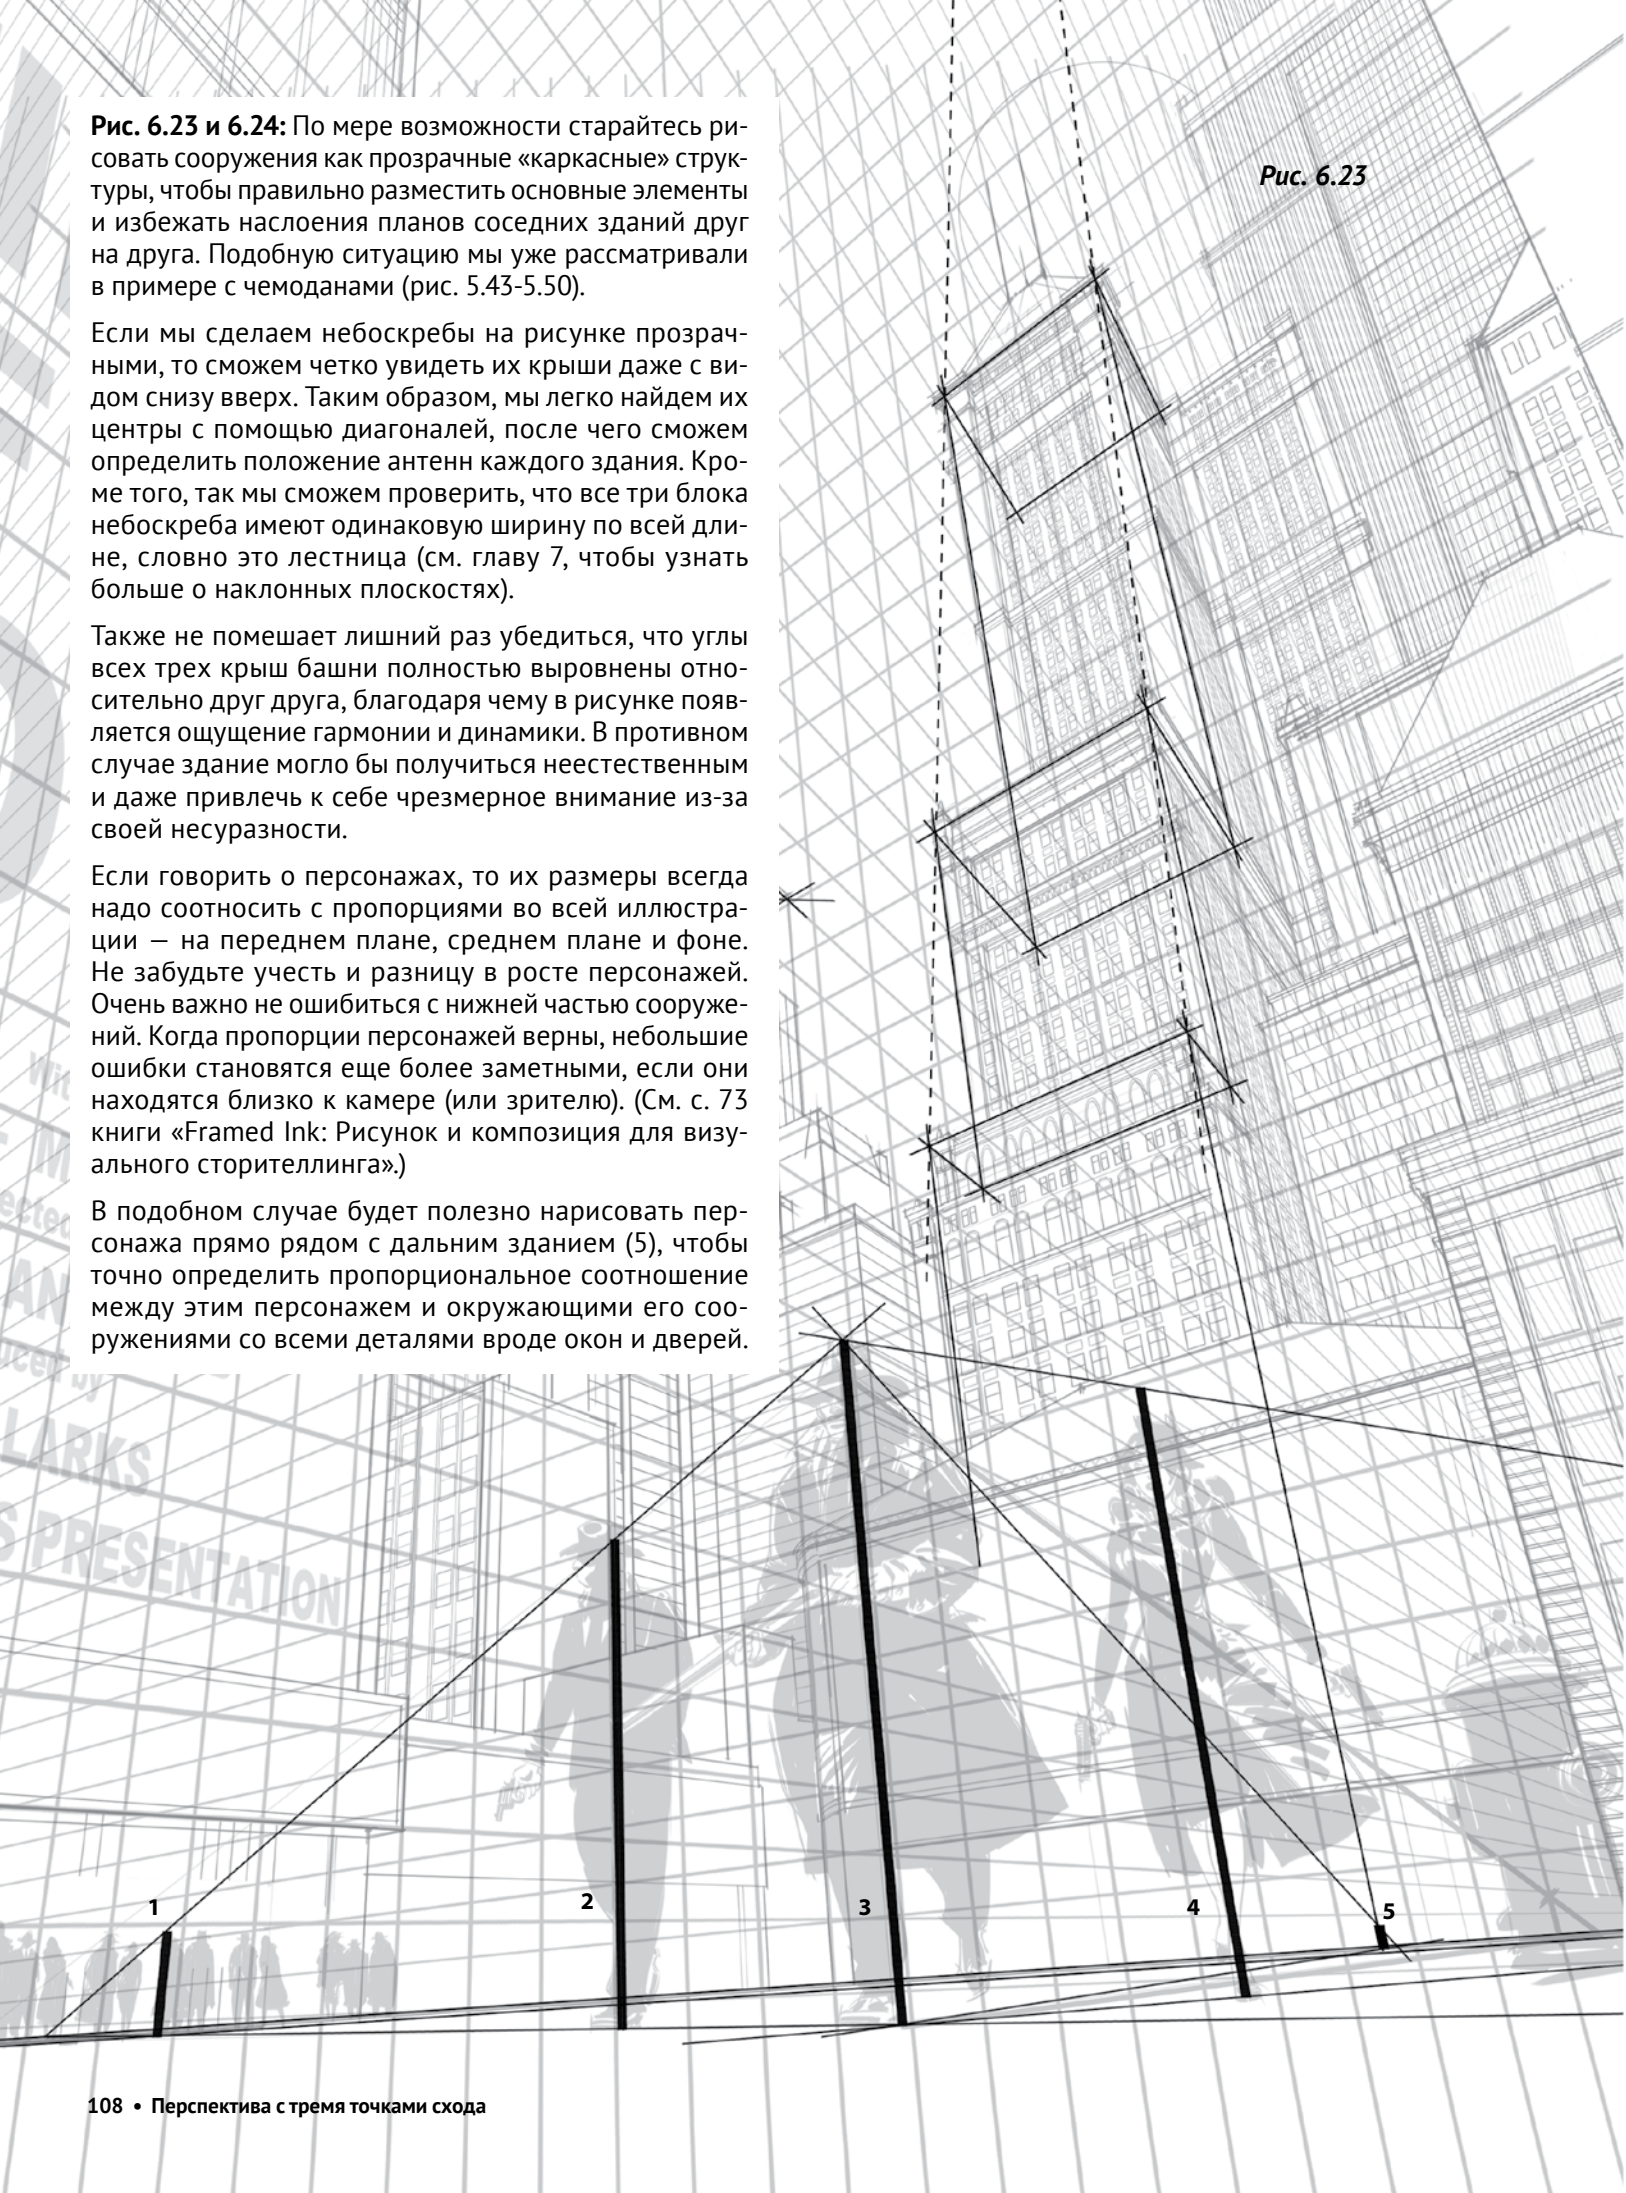 Рис. 6.23 и 6.24: По мере возможности старайтесь ри-
совать сооружения как прозрачные «каркасные» струк-
туры, чтобы правильно разместить основные элементы
и избежать наслоения планов соседних зданий друг
на друга. Подобную ситуацию мы уже рассматривали
в примере с чемоданами (рис. 5.43-5.50).
Если мы сделаем небоскребы на рисунке прозрач-
ными, то сможем четко увидеть их крыши даже с ви-
дом снизу вверх. Таким образом, мы легко найдем их
центры с помощью диагоналей, после чего сможем
определить положение антенн каждого здания. Кро-
ме того, так мы сможем проверить, что все три блока
небоскреба имеют одинаковую ширину по всей дли-
не, словно это лестница (см. главу 7, чтобы узнать
больше о наклонных плоскостях).
Также не помешает лишний раз убедиться, что углы
всех трех крыш башни полностью выровнены отно-
сительно друг друга, благодаря чему в рисунке появ-
ляется ощущение гармонии и динамики. В противном
случае здание могло бы получиться неестественным
и даже привлечь к себе чрезмерное внимание из-за
своей несуразности.
Если говорить о персонажах, то их размеры всегда
надо соотносить с пропорциями во всей иллюстра-
ции — на переднем плане, среднем плане и фоне.
Не забудьте учесть и разницу в росте персонажей.
Очень важно не ошибиться с нижней частью сооруже-
ний. Когда пропорции персонажей верны, небольшие
ошибки становятся еще более заметными, если они
находятся близко к камере (или зрителю). (См. с. 73
книги «Framed Ink: Рисунок и композиция для визу-
ального сторителлинга».)
В подобном случае будет полезно нарисовать пер-
сонажа прямо рядом с дальним зданием (5), чтобы
точно определить пропорциональное соотношение
между этим персонажем и окружающими его соо-
ружениями со всеми деталями вроде окон и дверей.
Рис. 6.23
LARKS
S PRESENTATION
1
2
3
4
5
108 • Перспектива с тремя точками схода